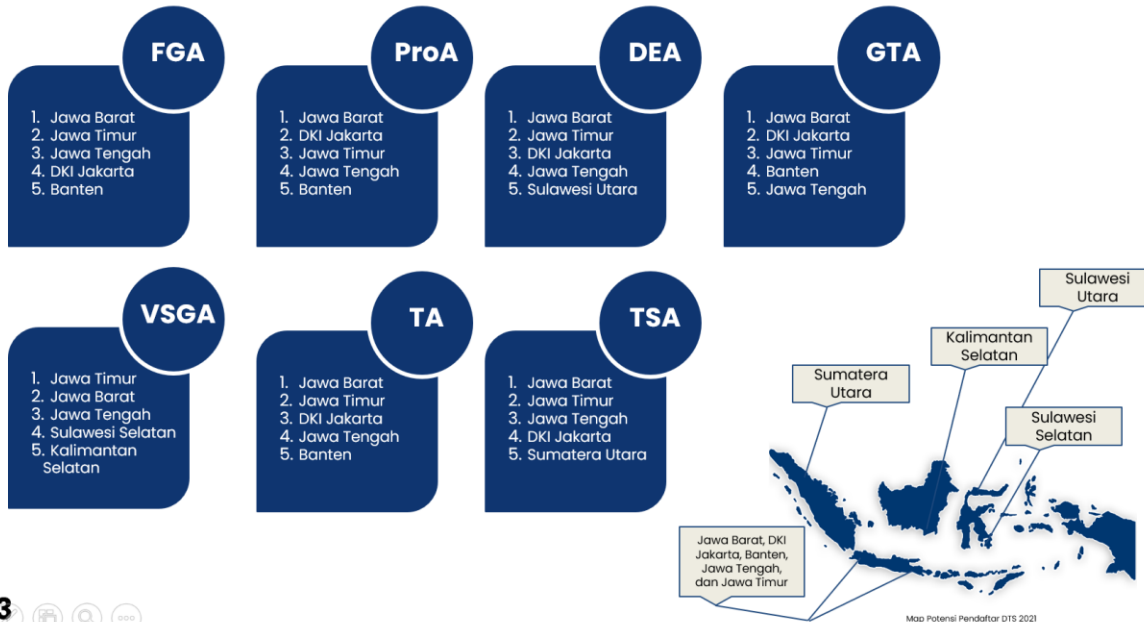 FGA
1. Jawa Barat
2. Jawa Timur
3. Jawa Tengah
4. DKI Jakarta
5. Banten
ProA
1. Jawa Barat
2. DKI Jakarta
3. Jawa Timur
4. Jawa Tengah
5. Banten
DEA
1. Jawa Barat
2. Jawa Timur
3. DKI Jakarta
4. Jawa Tengah
5. Sulawesi Utara
GTA
1. Jawa Barat
2. DKI Jakarta
3. Jawa Timur
4. Banten
5. Jawa Tengah
VSGA
1. Jawa Timur
2. Jawa Barat
3. Jawa Tengah
4. Sulawesi Selatan
5. Kalimantan
Selatan
TA
1. Jawa Barat
2. Jawa Timur
3. DKI Jakarta
4. Jawa Tengah
5. Banten
TSA
1. Jawa Barat
2. Jawa Timur
3. Jawa Tengah
4. DKI Jakarta
5. Sumatera Utara
Sulawesi
Utara
Kalimantan
Selatan
Sumatera
Utara
Sulawesi
Selatan
Jawa Barat, DKI
Jakarta, Banten,
Jawa Tengah,
dan Jawa Timur
Map Potensi Pendaftar DTS 2021
3